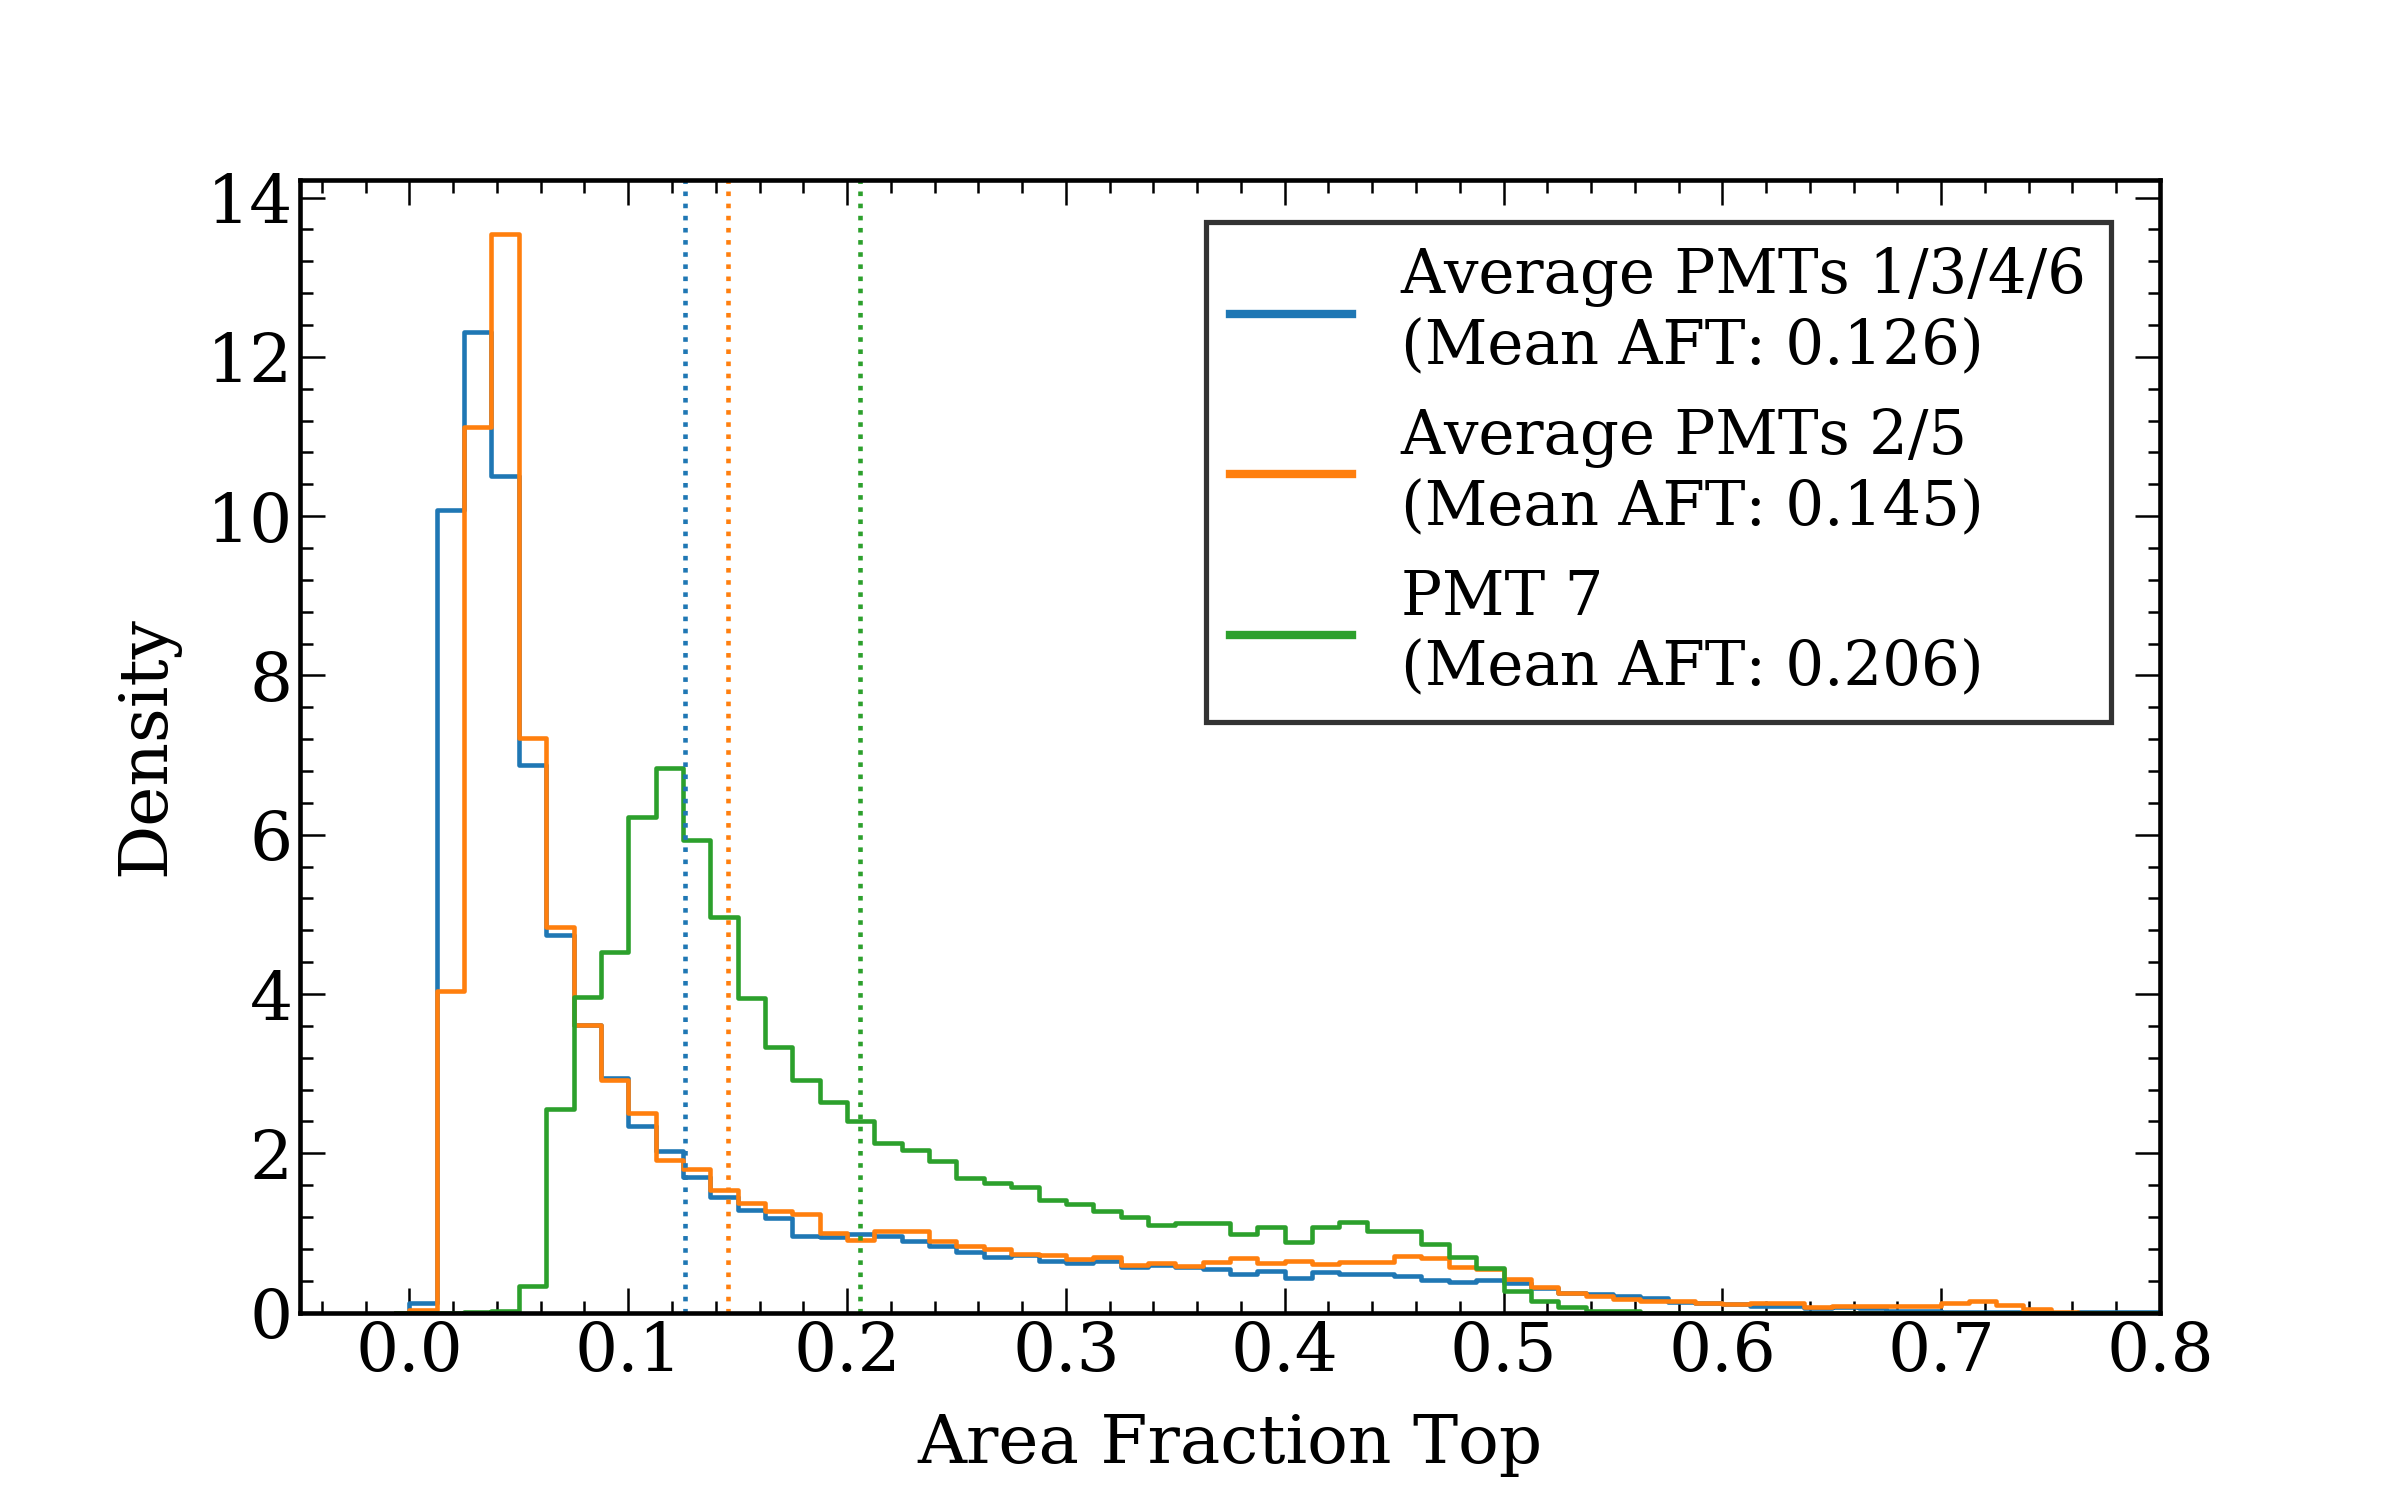 14
12
10
8
6
4
2
0
Density
0.0 0.1 0.2 0.3 0.4 0.5 0.6 0.7 0.8
Area Fraction Top
Average PMTs 1/3/4/6
(Mean AFT: 0.126)
Average PMTs 2/5
(Mean AFT: 0.145)
PMT 7
(Mean AFT: 0.206)